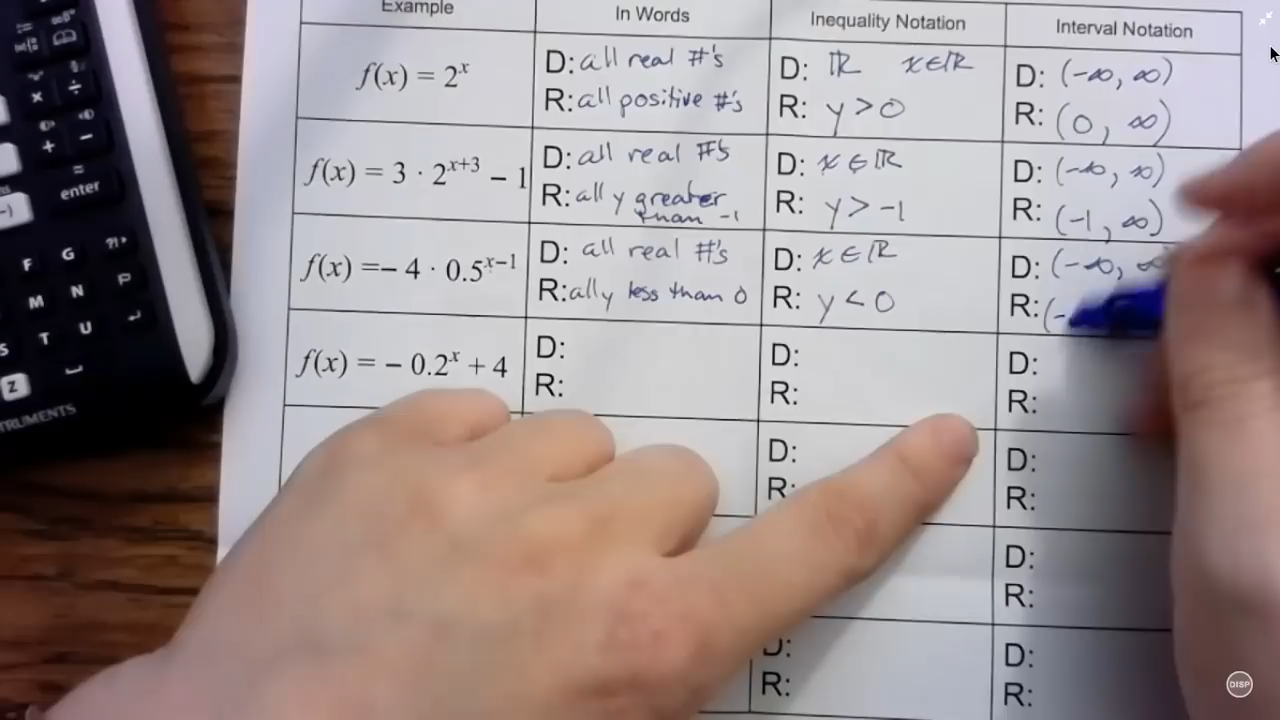 Example In Words Inequality Notation Interval Notation
f(x) = 2^x
D: all real #'s
R: all positive #'s
D: ℝ x∈ℝ
R: y > 0
D: (-∞, ∞)
R: (0, ∞)
f(x) = 3 · 2^{x+3} − 1
D: all real #'s
R: all y greater
than -1
D: x ∈ ℝ
R: y > -1
D: (-∞, ∞)
R: (-1, ∞)
f(x) =− 4 · 0.5^{x−1}
D: all real #'s
R: all y less than 0
D: x ∈ ℝ
R: y < 0
D: (-∞, ∞
R: (-
f(x) = − 0.2^x + 4
D:
R:
D:
R:
D:
R:
D:
R:
D:
R:
D:
R:
D:
R:
D:
R:
enter
F G ?!▸
M N P
S T U
Z
TRUMENTS
DISP